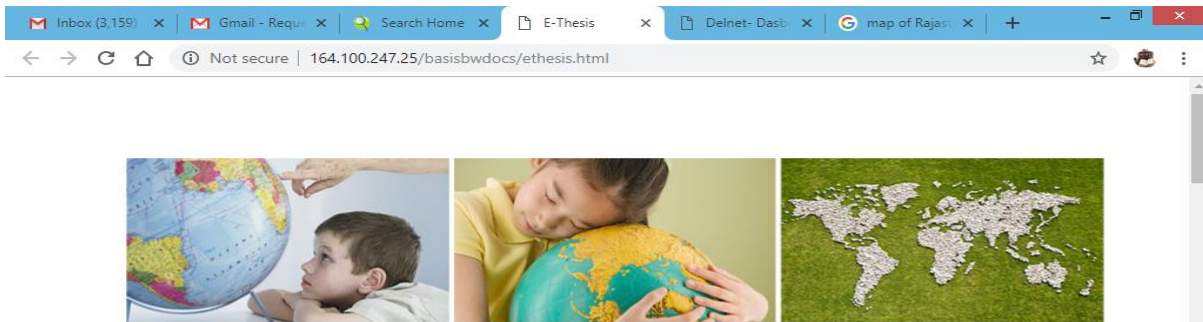 Inbox (3,159) Gmail - Reque Search Home E-Thesis Delnet- Dasbo map of Rajast
Not secure 164.100.247.25/basisbwdocs/ethesis.html